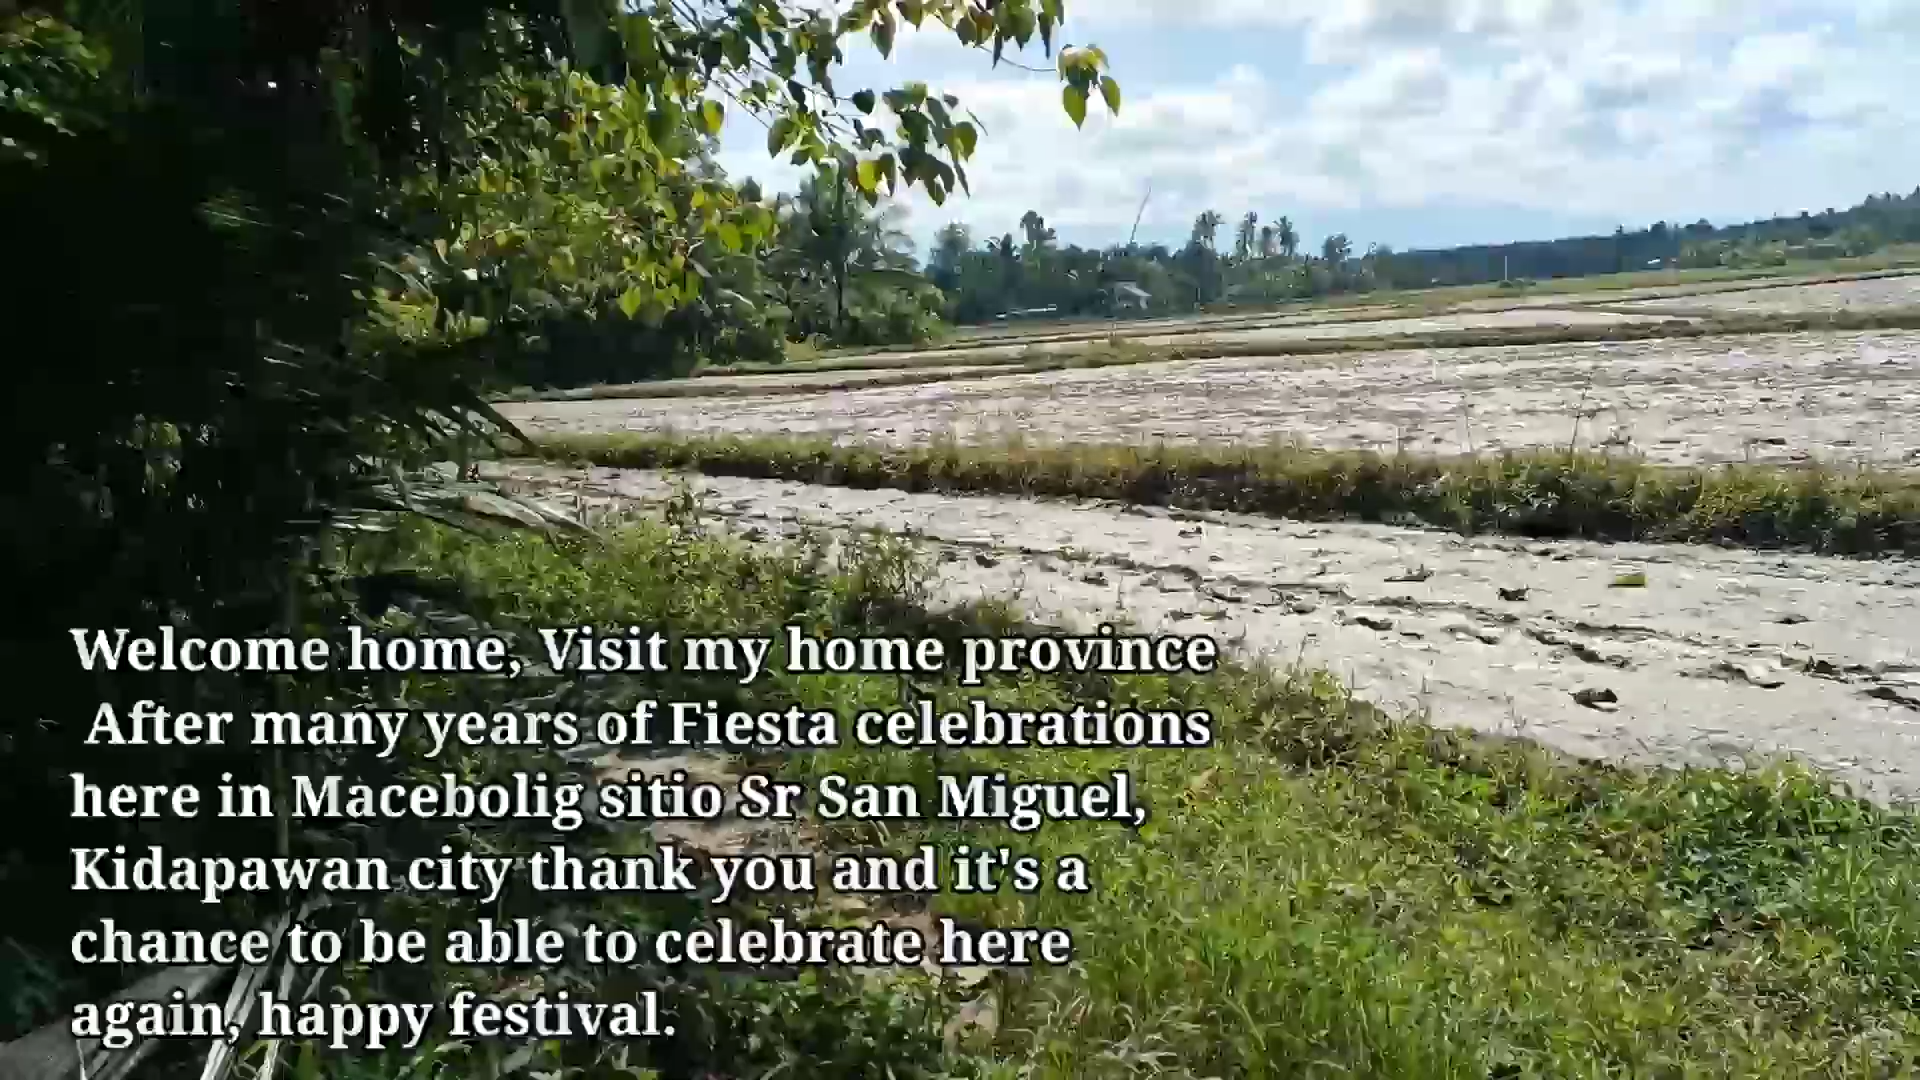 Welcome home, Visit my home province
After many years of Fiesta celebrations
here in Macebolig sitio Sr San Miguel,
Kidapawan city thank you and it's a
chance to be able to celebrate here
again, happy festival.